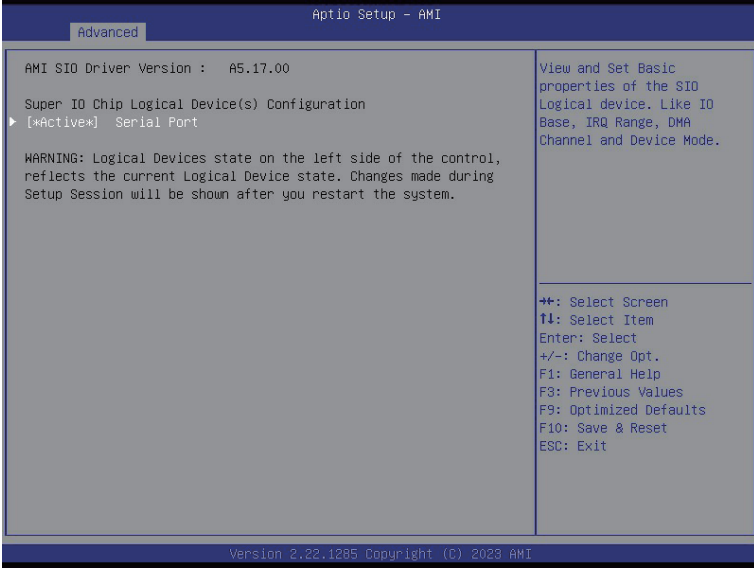 Aptio Setup – AMI
Advanced
AMI SIO Driver Version : A5.17.00
Super IO Chip Logical Device(s) Configuration
[*Active*] Serial Port
WARNING: Logical Devices state on the left side of the control,
reflects the current Logical Device state. Changes made during
Setup Session will be shown after you restart the system.
View and Set Basic
properties of the SIO
Logical device. Like IO
Base, IRQ Range, DMA
Channel and Device Mode.
→←: Select Screen
↑↓: Select Item
Enter: Select
+/-: Change Opt.
F1: General Help
F3: Previous Values
F9: Optimized Defaults
F10: Save & Reset
ESC: Exit
Version 2.22.1285 Copyright (C) 2023 AMI